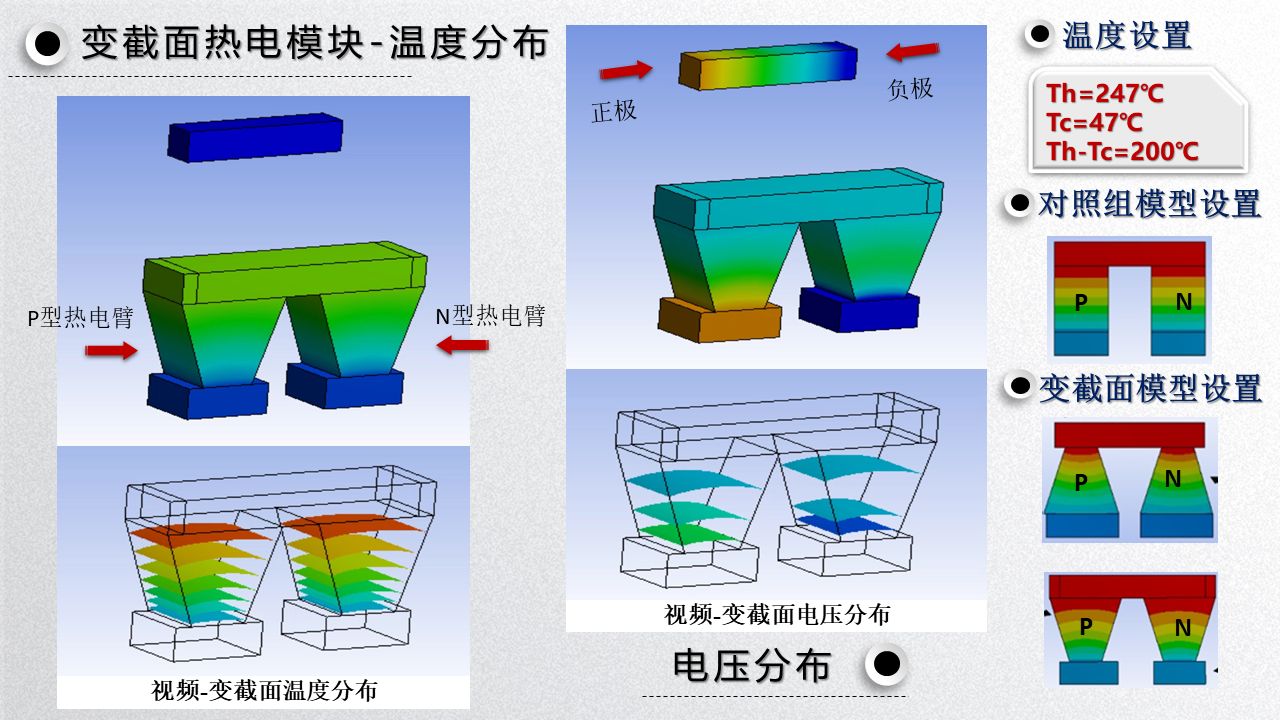 变截面热电模块-温度分布
P型热电臂
N型热电臂
视频-变截面温度分布
正极
负极
视频-变截面电压分布
电压分布
温度设置
Th=247℃
Tc=47℃
Th-Tc=200℃
对照组模型设置
P
N
变截面模型设置
P
N
P
N